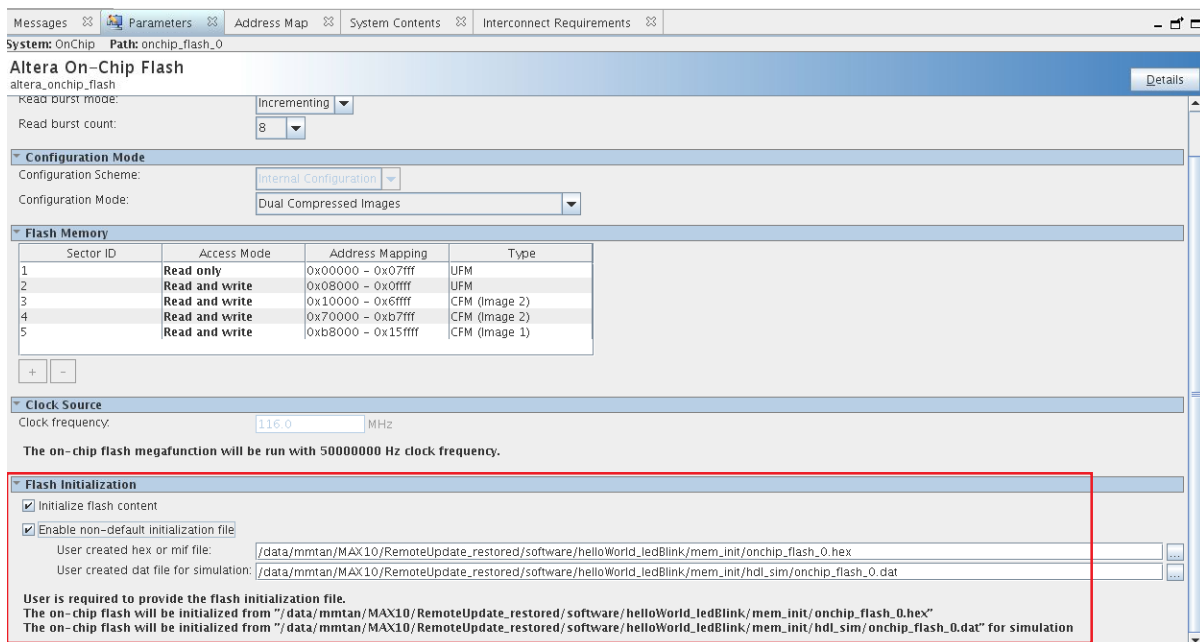 Messages Parameters Address Map System Contents Interconnect Requirements
System: OnChip Path: onchip_flash_0
Altera On-Chip Flash
altera_onchip_flash
Details
Read burst mode: Incrementing
Read burst count: 8
Configuration Mode
Configuration Scheme: Internal Configuration
Configuration Mode: Dual Compressed Images
Flash Memory
Sector ID Access Mode Address Mapping Type
1 Read only 0x00000 - 0x07fff UFM
2 Read and write 0x08000 - 0x0ffff UFM
3 Read and write 0x10000 - 0x6ffff CFM (Image 2)
4 Read and write 0x70000 - 0xb7fff CFM (Image 2)
5 Read and write 0xb8000 - 0x15ffff CFM (Image 1)
+ -
Clock Source
Clock frequency: 116.0 MHz
The on-chip flash megafunction will be run with 50000000 Hz clock frequency.
Flash Initialization
Initialize flash content
Enable non-default initialization file
User created hex or mif file: /data/mmtan/MAX10/RemoteUpdate_restored/software/helloWorld_ledBlink/mem_init/onchip_flash_0.hex ...
User created dat file for simulation: /data/mmtan/MAX10/RemoteUpdate_restored/software/helloWorld_ledBlink/mem_init/hdl_sim/onchip_flash_0.dat ...
User is required to provide the flash initialization file.
The on-chip flash will be initialized from "/data/mmtan/MAX10/RemoteUpdate_restored/software/helloWorld_ledBlink/mem_init/onchip_flash_0.hex"
The on-chip flash will be initialized from "/data/mmtan/MAX10/RemoteUpdate_restored/software/helloWorld_ledBlink/mem_init/hdl_sim/onchip_flash_0.dat" for simulation